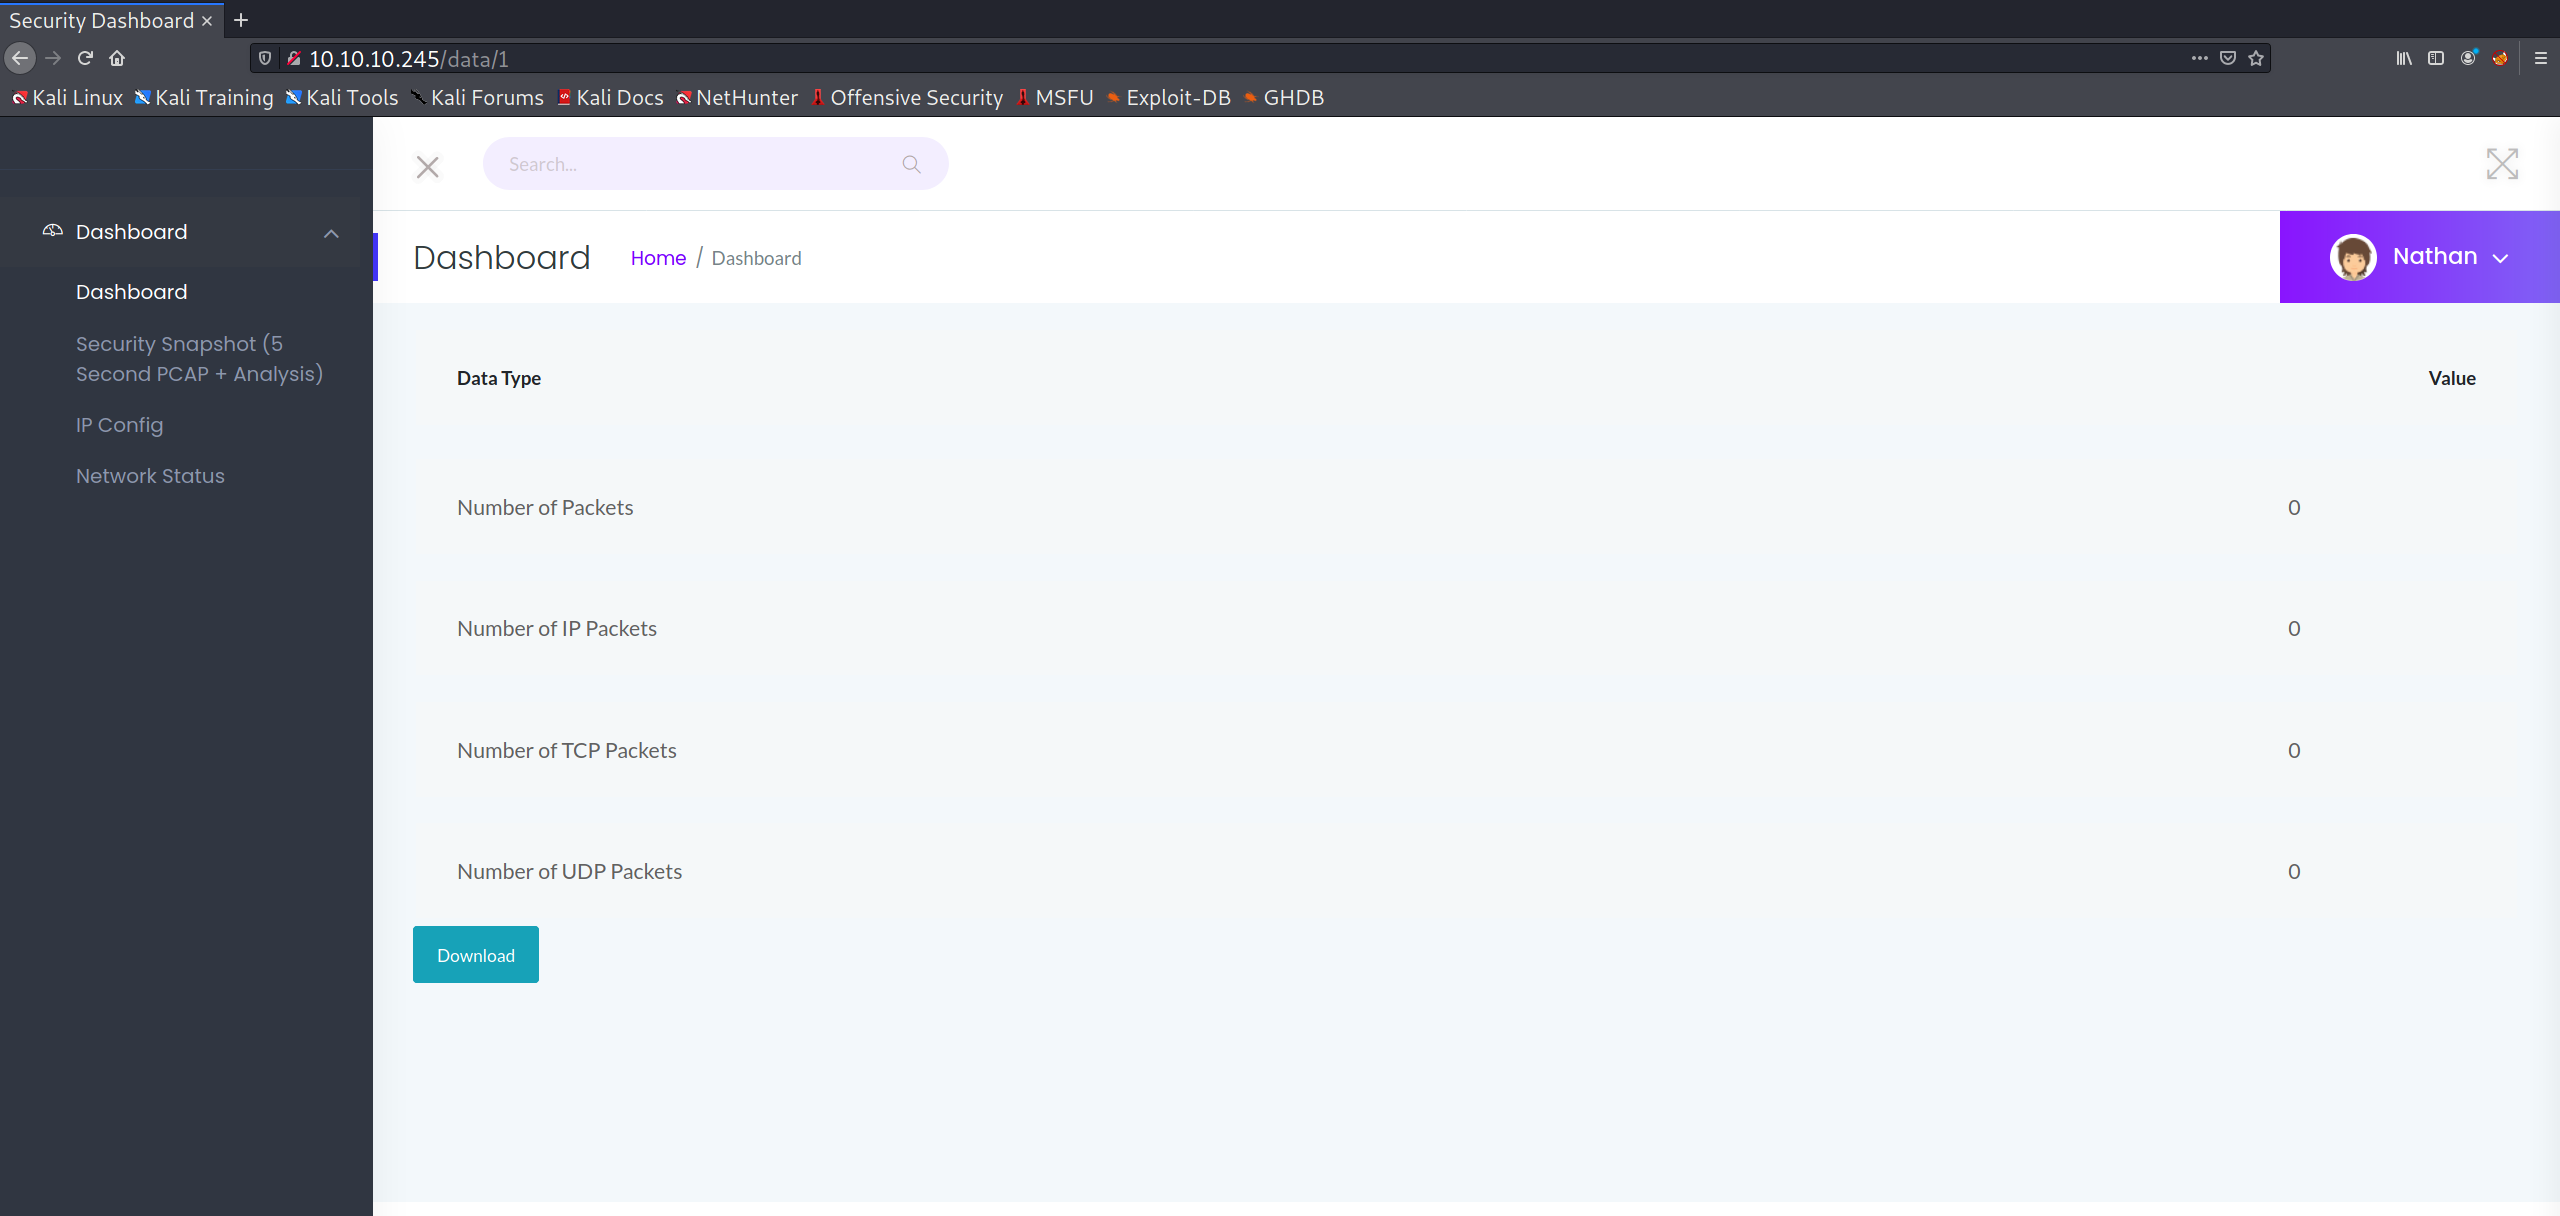 Security Dashboard
10.10.10.245/data/1
Kali Linux Kali Training Kali Tools Kali Forums Kali Docs NetHunter Offensive Security MSFU Exploit-DB GHDB
Search...
Dashboard
Dashboard
Security Snapshot (5
Second PCAP + Analysis)
IP Config
Network Status
Dashboard Home / Dashboard
Nathan
Data Type Value
Number of Packets 0
Number of IP Packets 0
Number of TCP Packets 0
Number of UDP Packets 0
Download